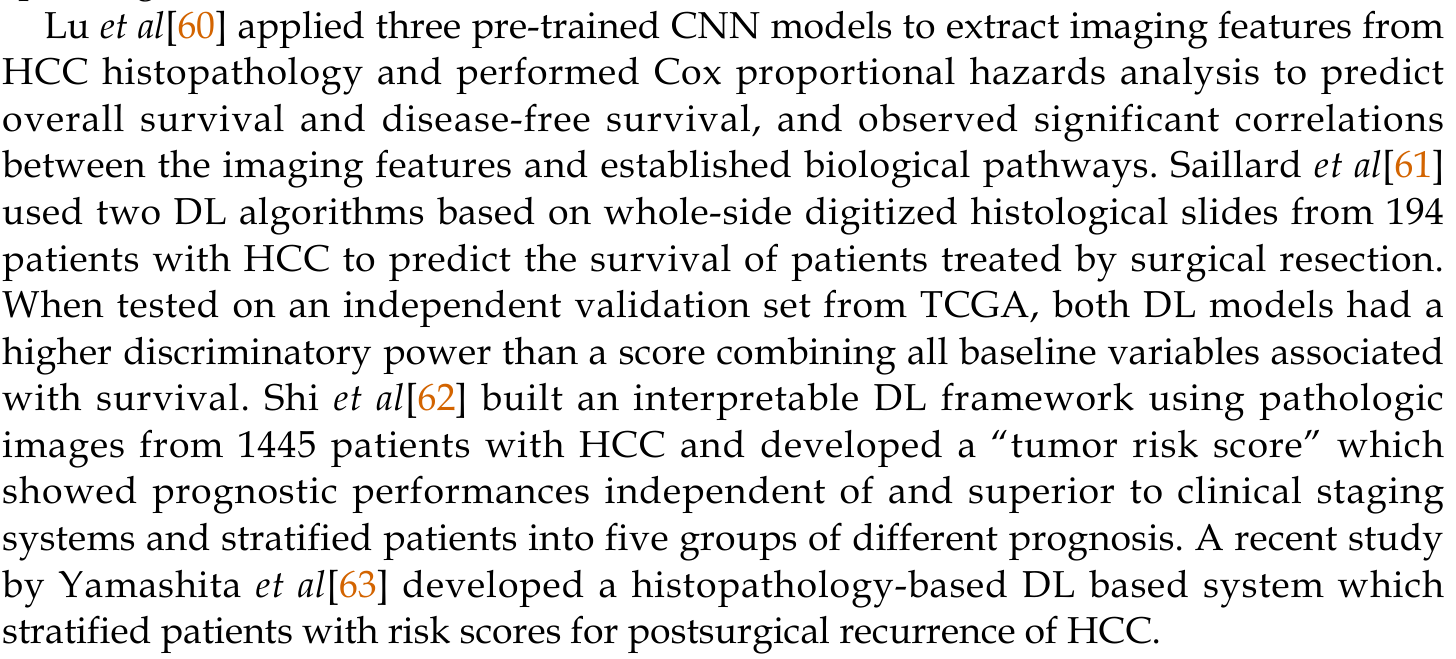 Lu et al[60] applied three pre-trained CNN models to extract imaging features from
HCC histopathology and performed Cox proportional hazards analysis to predict
overall survival and disease-free survival, and observed significant correlations
between the imaging features and established biological pathways. Saillard et al[61]
used two DL algorithms based on whole-side digitized histological slides from 194
patients with HCC to predict the survival of patients treated by surgical resection.
When tested on an independent validation set from TCGA, both DL models had a
higher discriminatory power than a score combining all baseline variables associated
with survival. Shi et al[62] built an interpretable DL framework using pathologic
images from 1445 patients with HCC and developed a “tumor risk score” which
showed prognostic performances independent of and superior to clinical staging
systems and stratified patients into five groups of different prognosis. A recent study
by Yamashita et al[63] developed a histopathology-based DL based system which
stratified patients with risk scores for postsurgical recurrence of HCC.